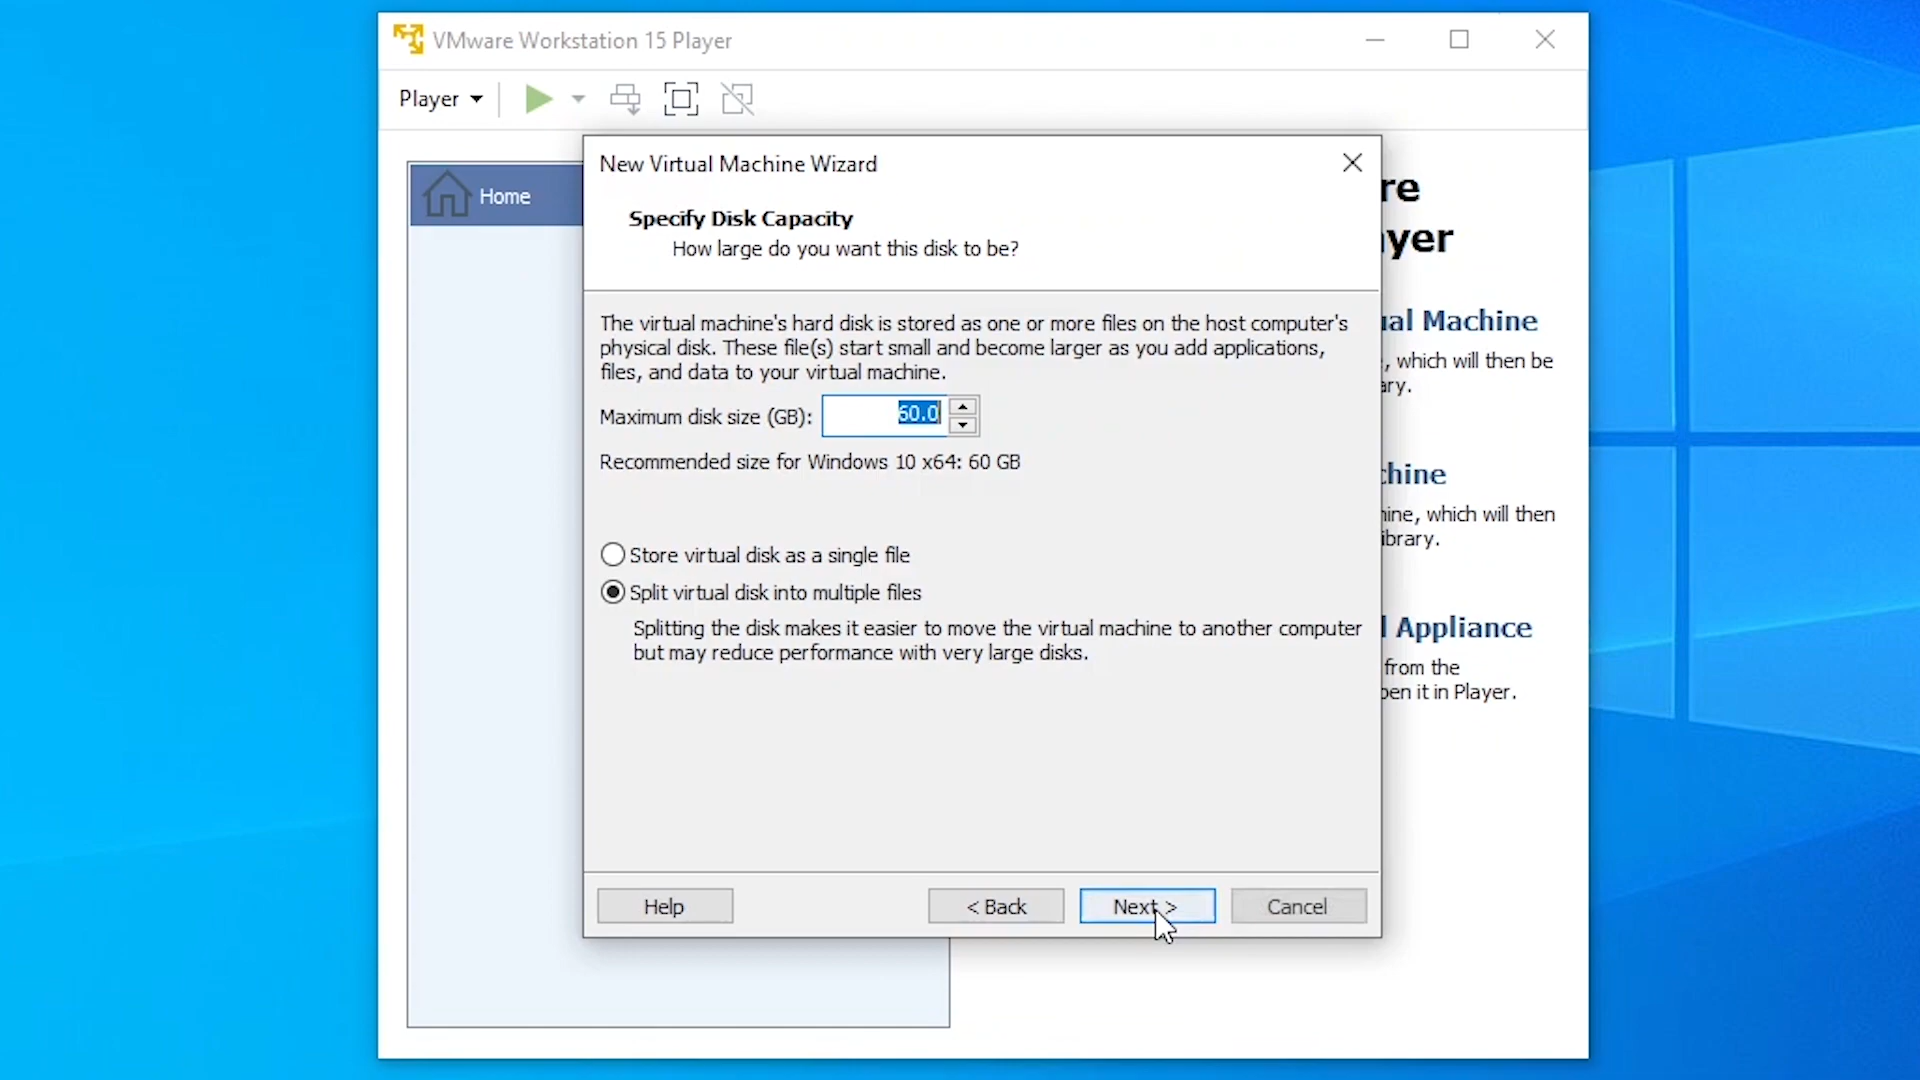 VMware Workstation 15 Player
Player
New Virtual Machine Wizard
Home
Specify Disk Capacity
How large do you want this disk to be?
The virtual machine's hard disk is stored as one or more files on the host computer's
physical disk. These file(s) start small and become larger as you add applications,
files, and data to your virtual machine.
Maximum disk size (GB): 60.0
Recommended size for Windows 10 x64: 60 GB
Store virtual disk as a single file
Split virtual disk into multiple files
Splitting the disk makes it easier to move the virtual machine to another computer
but may reduce performance with very large disks.
Help
< Back
Next >
Cancel
re
yer
ual Machine
, which will then be
ary.
chine
hine, which will then
ibrary.
l Appliance
from the
pen it in Player.